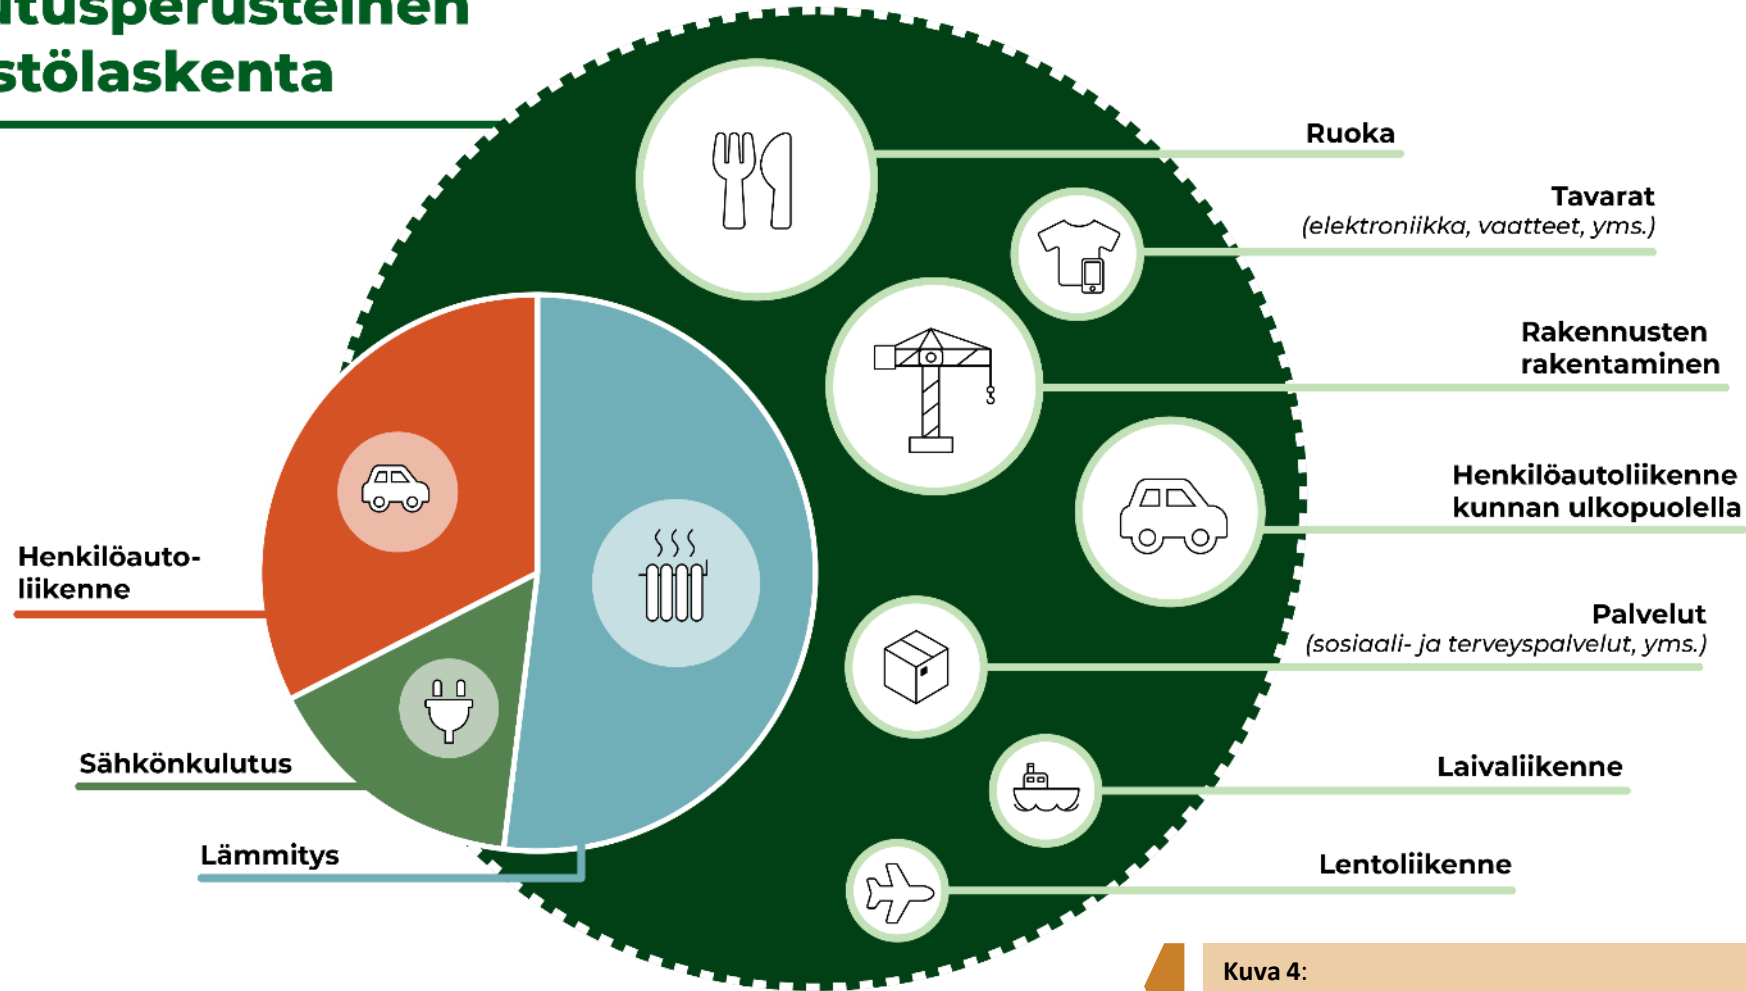 utusperusteinen
stölaskenta
Ruoka
Tavarat
(elektroniikka, vaatteet, yms.)
Rakennusten
rakentaminen
Henkilöautoliikenne
kunnan ulkopuolella
Henkilöauto-
liikenne
Palvelut
(sosiaali- ja terveyspalvelut, yms.)
Sähkönkulutus
Laivaliikenne
Lämmitys
Lentoliikenne
Kuva 4: